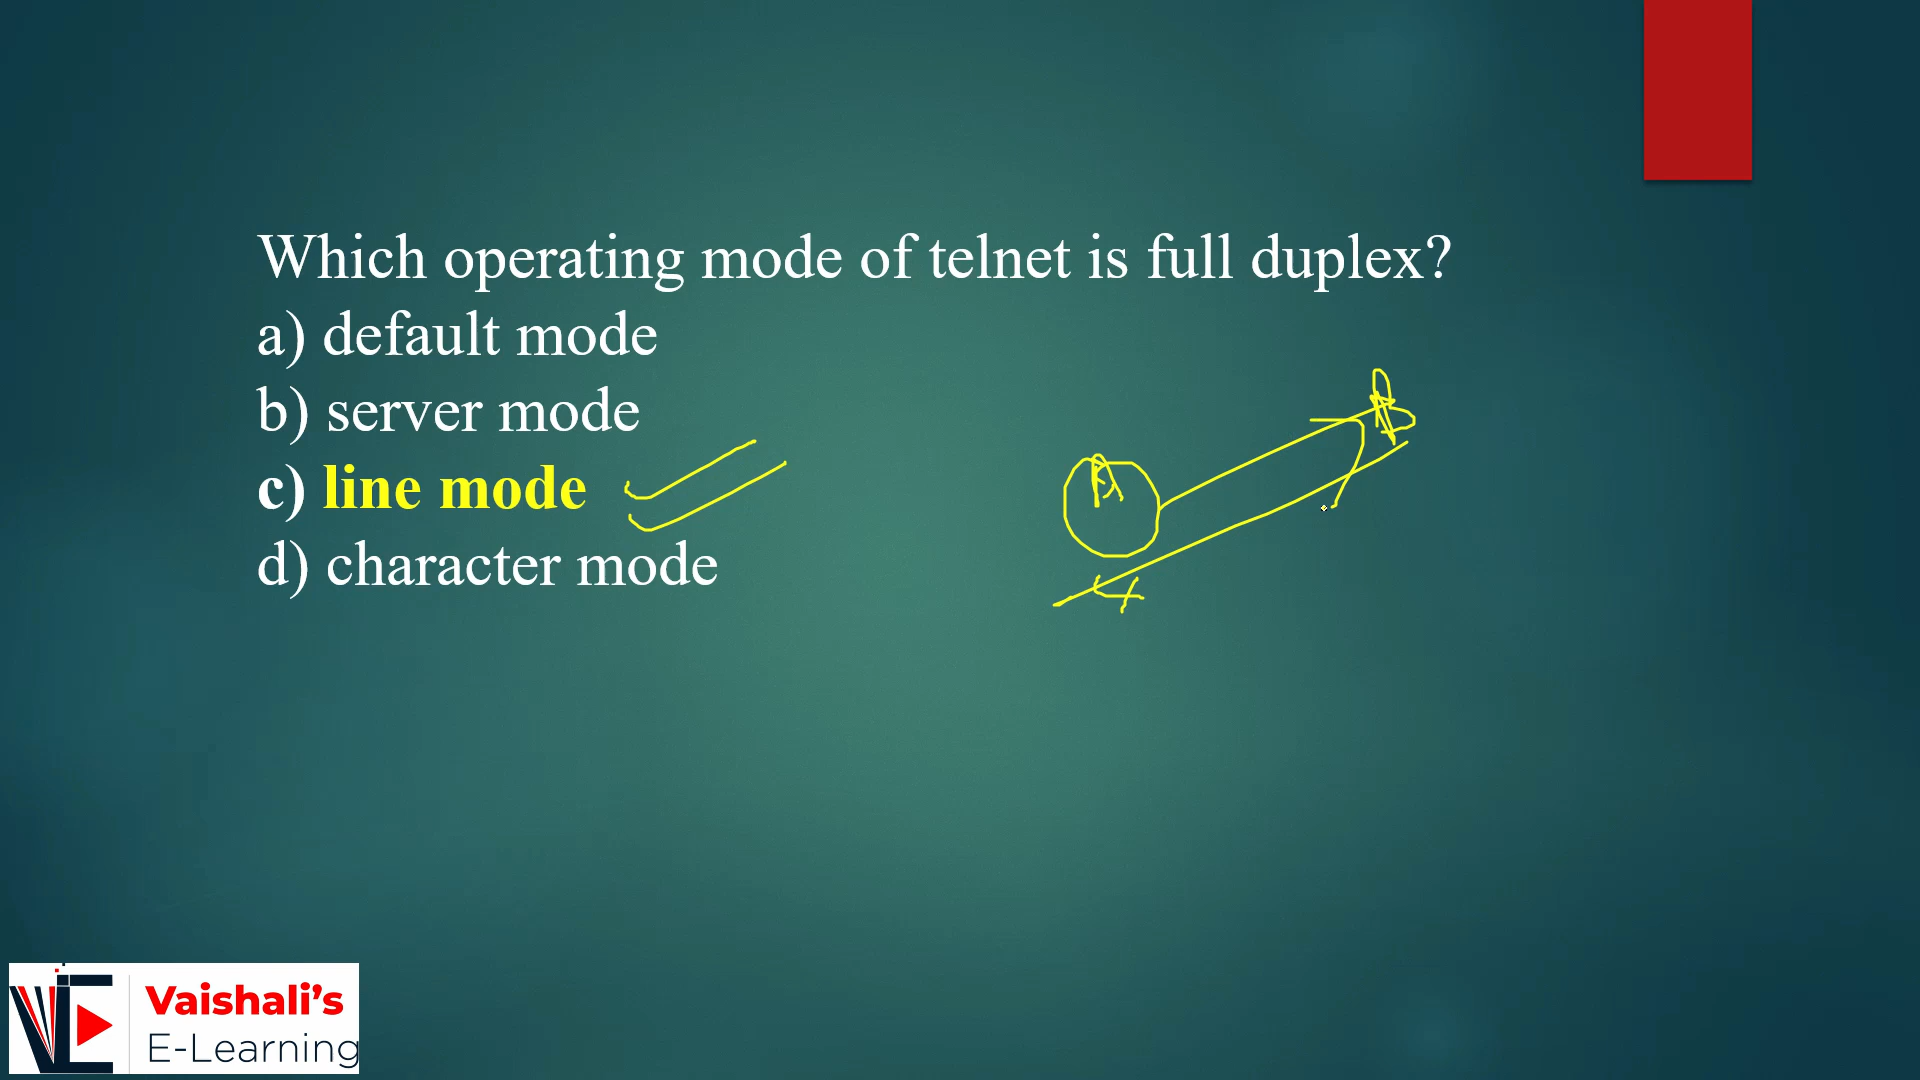 Which operating mode of telnet is full duplex?
a) default mode
b) server mode
c) line mode
d) character mode
A
B
Vaishali's
E-Learning